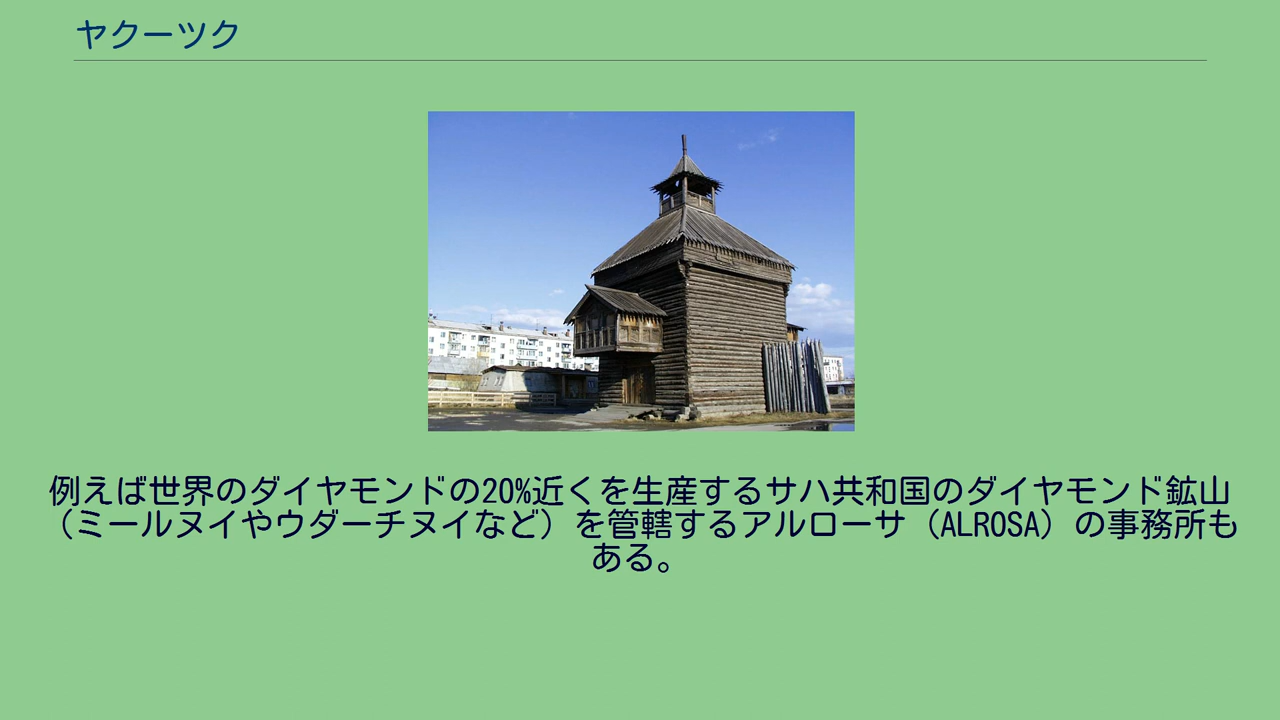 ヤクーツク
例えば世界のダイヤモンドの20%近くを生産するサハ共和国のダイヤモンド鉱山
（ミールヌイやウダーチヌイなど）を管轄するアルローサ（ALROSA）の事務所も
ある。